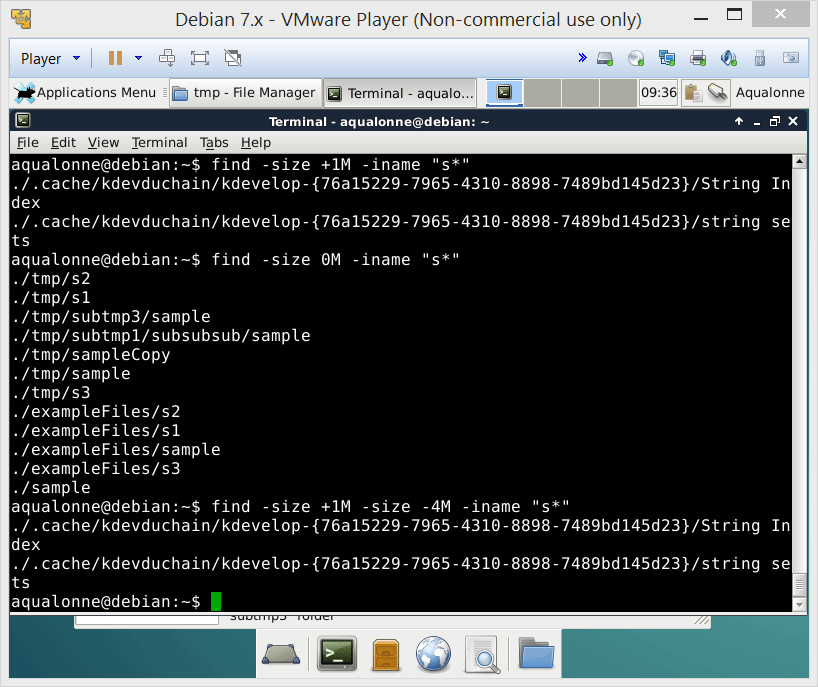 Debian 7.x - VMware Player (Non-commercial use only)
Player
Applications Menu
tmp - File Manager
Terminal - aqualo...
09:36
Aqualonne
Terminal - aqualonne@debian: ~
File Edit View Terminal Tabs Help
aqualonne@debian:~$ find -size +1M -iname "s*"
./.cache/kdevduchain/kdevelop-{76a15229-7965-4310-8898-7489bd145d23}/String In
dex
./.cache/kdevduchain/kdevelop-{76a15229-7965-4310-8898-7489bd145d23}/string se
ts
aqualonne@debian:~$ find -size 0M -iname "s*"
./tmp/s2
./tmp/s1
./tmp/subtmp3/sample
./tmp/subtmp1/subsubsub/sample
./tmp/sampleCopy
./tmp/sample
./tmp/s3
./exampleFiles/s2
./exampleFiles/s1
./exampleFiles/sample
./exampleFiles/s3
./sample
aqualonne@debian:~$ find -size +1M -size -4M -iname "s*"
./.cache/kdevduchain/kdevelop-{76a15229-7965-4310-8898-7489bd145d23}/String In
dex
./.cache/kdevduchain/kdevelop-{76a15229-7965-4310-8898-7489bd145d23}/string se
ts
aqualonne@debian:~$
folder